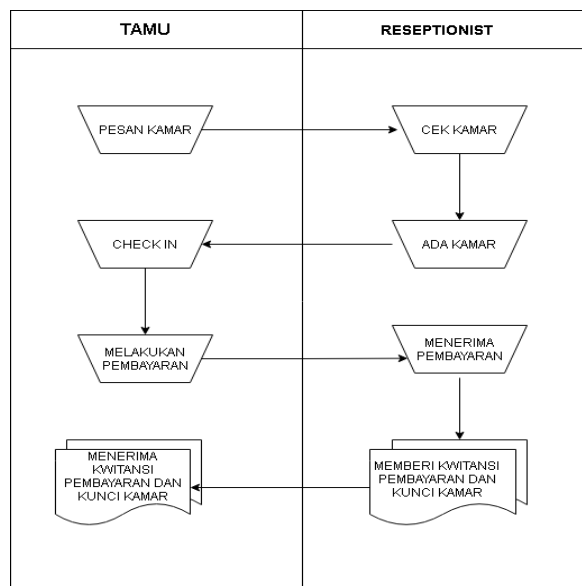 TAMU
RESEPTIONIST
PESAN KAMAR
CEK KAMAR
CHECK IN
ADA KAMAR
MELAKUKAN
PEMBAYARAN
MENERIMA
PEMBAYARAN
MENERIMA
KWITANSI
PEMBAYARAN DAN
KUNCI KAMAR
MEMBERI KWITANSI
PEMBAYARAN DAN
KUNCI KAMAR